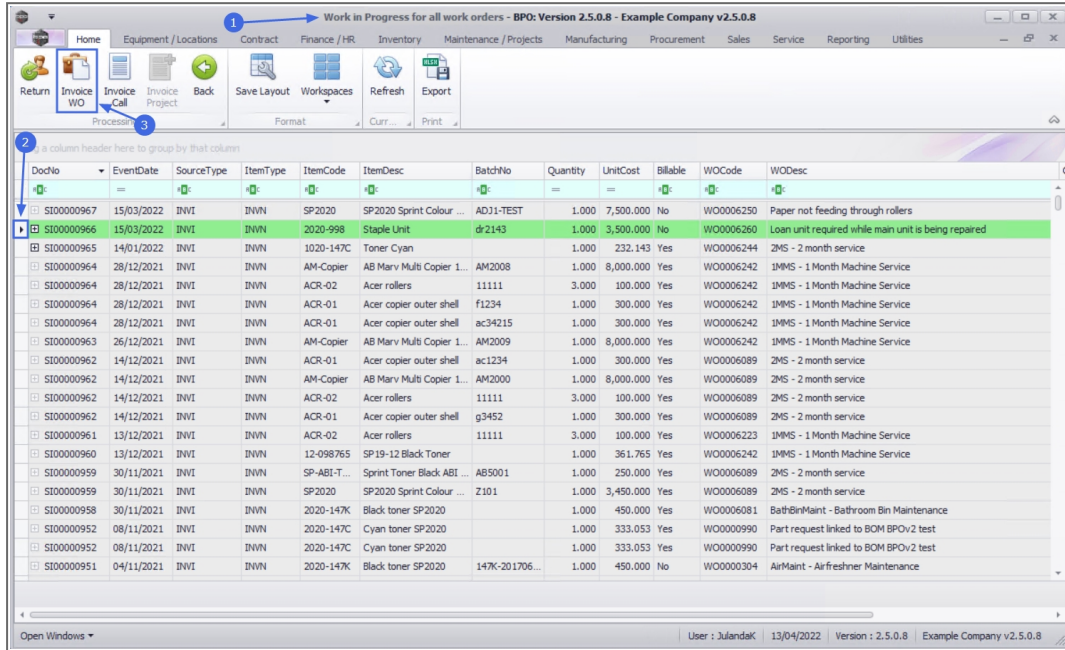 1
Work in Progress for all work orders - BPO: Version 2.5.0.8 - Example Company v2.5.0.8
Home Equipment / Locations Contract Finance / HR Inventory Maintenance / Projects Manufacturing Procurement Sales Service Reporting Utilities
Return Invoice WO Invoice Call Invoice Project Back Save Layout Workspaces Refresh Export
3
Format Curr... Print
2
a column header here to group by that column
DocNo EventDate SourceType ItemType ItemCode ItemDesc BatchNo Quantity UnitCost Billable WOCode WODesc
SI00000967 15/03/2022 INVI INVN SP2020 SP2020 Sprint Colour ... ADJ1-TEST 1.000 7,500.000 No WO0006250 Paper not feeding through rollers
SI00000966 15/03/2022 INVI INVN 2020-998 Staple Unit dr2143 1.000 3,500.000 No WO0006260 Loan unit required while main unit is being repaired
SI00000965 14/01/2022 INVI INVN 1020-147C Toner Cyan 1.000 232.143 Yes WO0006244 2MS - 2 month service
SI00000964 28/12/2021 INVI INVN AM-Copier AB Marv Multi Copier 1... AM2008 1.000 8,000.000 Yes WO0006242 1MMS - 1 Month Machine Service
SI00000964 28/12/2021 INVI INVN ACR-02 Acer rollers 11111 3.000 100.000 Yes WO0006242 1MMS - 1 Month Machine Service
SI00000964 28/12/2021 INVI INVN ACR-01 Acer copier outer shell f1234 1.000 300.000 Yes WO0006242 1MMS - 1 Month Machine Service
SI00000964 28/12/2021 INVI INVN ACR-01 Acer copier outer shell ac34215 1.000 300.000 Yes WO0006242 1MMS - 1 Month Machine Service
SI00000963 26/12/2021 INVI INVN AM-Copier AB Marv Multi Copier 1... AM2009 1.000 8,000.000 Yes WO0006242 1MMS - 1 Month Machine Service
SI00000962 14/12/2021 INVI INVN ACR-01 Acer copier outer shell ac1234 1.000 300.000 Yes WO0006089 2MS - 2 month service
SI00000962 14/12/2021 INVI INVN AM-Copier AB Marv Multi Copier 1... AM2000 1.000 8,000.000 Yes WO0006089 2MS - 2 month service
SI00000962 14/12/2021 INVI INVN ACR-02 Acer rollers 11111 3.000 100.000 Yes WO0006089 2MS - 2 month service
SI00000962 14/12/2021 INVI INVN ACR-01 Acer copier outer shell g3452 1.000 300.000 Yes WO0006089 2MS - 2 month service
SI00000961 13/12/2021 INVI INVN ACR-02 Acer rollers 11111 3.000 100.000 Yes WO0006223 1MMS - 1 Month Machine Service
SI00000960 13/12/2021 INVI INVN 12-098765 SP19-12 Black Toner 1.000 361.765 Yes WO0006242 1MMS - 1 Month Machine Service
SI00000959 30/11/2021 INVI INVN SP-ABI-T... Sprint Toner Black ABI ... AB5001 1.000 250.000 Yes WO0006089 2MS - 2 month service
SI00000959 30/11/2021 INVI INVN SP2020 SP2020 Sprint Colour ... Z101 1.000 3,450.000 Yes WO0006089 2MS - 2 month service
SI00000958 30/11/2021 INVI INVN 2020-147K Black toner SP2020 1.000 450.000 Yes WO0006081 BathBinMaint - Bathroom Bin Maintenance
SI00000952 08/11/2021 INVI INVN 2020-147C Cyan toner SP2020 1.000 333.053 Yes WO0000990 Part request linked to BOM BPOv2 test
SI00000952 08/11/2021 INVI INVN 2020-147C Cyan toner SP2020 1.000 333.053 Yes WO0000990 Part request linked to BOM BPOv2 test
SI00000951 04/11/2021 INVI INVN 2020-147K Black toner SP2020 147K-201706... 1.000 450.000 No WO0000304 AirMaint - Airfreshner Maintenance
Open Windows User : JulandaK 13/04/2022 Version : 2.5.0.8 Example Company v2.5.0.8